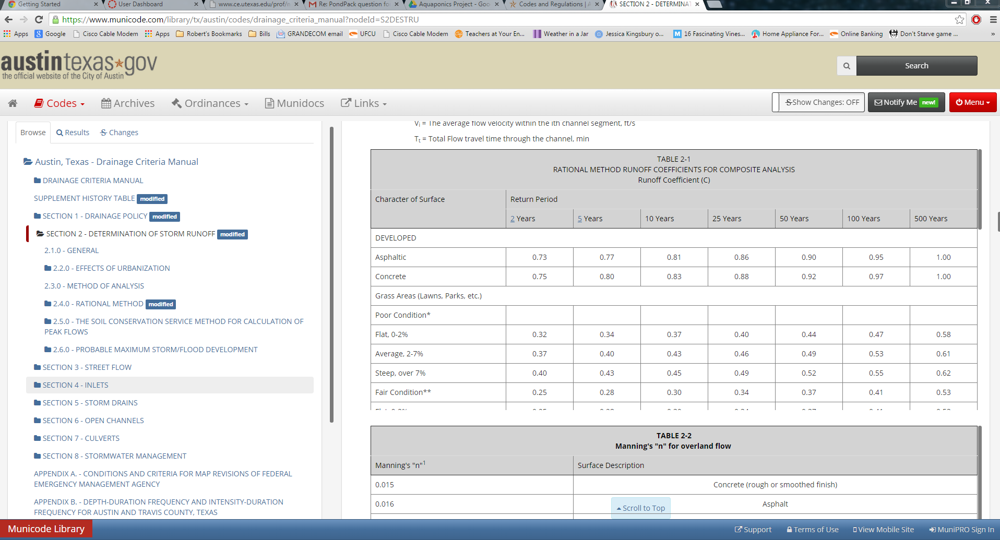 Getting Started
User Dashboard
www.ce.utexas.edu/prof/
Re: PondPack question fo
Aquaponics Project - Goo
Codes and Regulations |
SECTION 2 - DETERMINAT
https://www.municode.com/library/tx/austin/codes/drainage_criteria_manual?nodeId=S2DESTRU
Apps Google Cisco Cable Modem Apps Robert's Bookmarks Bills GRANDECOM email UFCU Cisco Cable Modem Teachers at Your En... Weather in a Jar Jessica Kingsbury o... 16 Fascinating Vines... Home Appliance For... Online Banking Don't Starve game ... »
austintexas gov
the official website of the City of Austin
Search
Codes Archives Ordinances Munidocs Links
S Show Changes: OFF Notify Me new! Menu
Browse Results S Changes
Austin, Texas - Drainage Criteria Manual
DRAINAGE CRITERIA MANUAL
SUPPLEMENT HISTORY TABLE modified
SECTION 1 - DRAINAGE POLICY modified
SECTION 2 - DETERMINATION OF STORM RUNOFF modified
2.1.0 - GENERAL
2.2.0 - EFFECTS OF URBANIZATION
2.3.0 - METHOD OF ANALYSIS
2.4.0 - RATIONAL METHOD modified
2.5.0 - THE SOIL CONSERVATION SERVICE METHOD FOR CALCULATION OF
PEAK FLOWS
2.6.0 - PROBABLE MAXIMUM STORM/FLOOD DEVELOPMENT
SECTION 3 - STREET FLOW
SECTION 4 - INLETS
SECTION 5 - STORM DRAINS
SECTION 6 - OPEN CHANNELS
SECTION 7 - CULVERTS
SECTION 8 - STORMWATER MANAGEMENT
APPENDIX A. - CONDITIONS AND CRITERIA FOR MAP REVISIONS OF FEDERAL
EMERGENCY MANAGEMENT AGENCY
APPENDIX B. - DEPTH-DURATION FREQUENCY AND INTENSITY-DURATION
FREQUENCY FOR AUSTIN AND TRAVIS COUNTY, TEXAS
Vi = The average flow velocity within the ith channel segment, ft/s
Tt = Total Flow travel time through the channel, min
TABLE 2-1
RATIONAL METHOD RUNOFF COEFFICIENTS FOR COMPOSITE ANALYSIS
Runoff Coefficient (C)
Character of Surface Return Period
2 Years 5 Years 10 Years 25 Years 50 Years 100 Years 500 Years
DEVELOPED
Asphaltic 0.73 0.77 0.81 0.86 0.90 0.95 1.00
Concrete 0.75 0.80 0.83 0.88 0.92 0.97 1.00
Grass Areas (Lawns, Parks, etc.)
Poor Condition*
Flat, 0-2% 0.32 0.34 0.37 0.40 0.44 0.47 0.58
Average, 2-7% 0.37 0.40 0.43 0.46 0.49 0.53 0.61
Steep, over 7% 0.40 0.43 0.45 0.49 0.52 0.55 0.62
Fair Condition** 0.25 0.28 0.30 0.34 0.37 0.41 0.53
TABLE 2-2
Manning's "n" for overland flow
Manning's "n"1 Surface Description
0.015 Concrete (rough or smoothed finish)
0.016 Asphalt
Scroll to Top
Municode Library
Support Terms of Use View Mobile Site MuniPRO Sign In